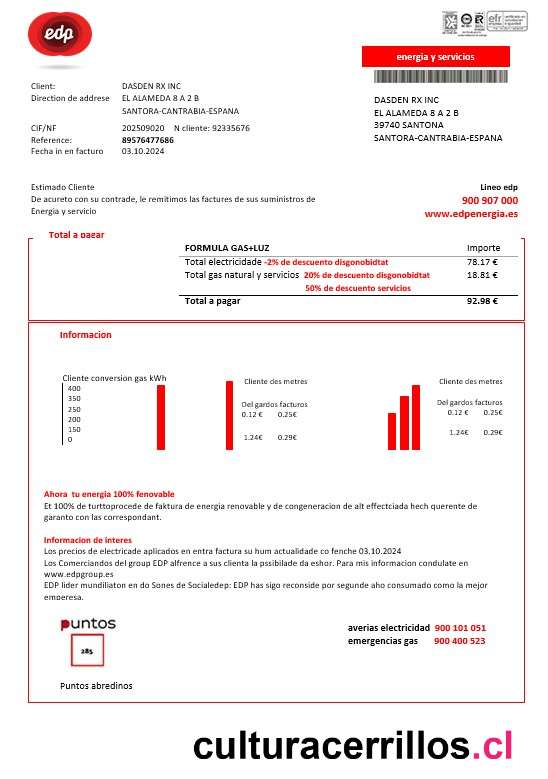 edp
efr
energia y servicios
Client: DASDEN RX INC
Direction de addrese EL ALAMEDA 8 A 2 B
SANTORA-CANTRABIA-ESPANA
CIF/NF 202509020 N cliente: 92335676
Reference: 89576477686
Fecha in en facturo 03.10.2024
DASDEN RX INC
EL ALAMEDA 8 A 2 B
39740 SANTONA
SANTORA-CANTRABIA-ESPANA
Estimado Cliente
De acureto con su contrade, le remitimos las factures de sus suministros de
Energia y servicio
Lineo edp
900 907 000
www.edpenergia.es
Total a pagar
FORMULA GAS+LUZ Importe
Total electricidade -2% de descuento disgonobidtat 78.17 €
Total gas natural y servicios 20% de descuento disgonobidtat 18.81 €
50% de descuento servicios
Total a pagar 92.98 €
Informacion
Cliente conversion gas kWh
400
350
250
200
150
0
Cliente des metres
Del gardos facturos
0.12 € 0.25€
1.24€ 0.29€
Cliente des metres
Del gardos facturos
0.12 € 0.25€
1.24€ 0.29€
Ahora tu energia 100% fenovable
Et 100% de turttoprocede de faktura de energia renovable y de congeneracion de alt effectciada hech querente de
garanto con las correspondant.
Informacion de interes
Los precios de electricade aplicados en entra factura su hum actualidade co fenche 03.10.2024
Los Comerciandos del group EDP alfrence a sus clienta la pssibilade da eshor. Para mis informacion condulate en
www.edpgroup.es
EDP lider mundiliaton en do Sones de Socialedep: EDP has sigo reconside por segunde aho consumado como la mejor
emperesa.
puntos
285
Puntos abredinos
averias electricidad 900 101 051
emergencias gas 900 400 523
culturacerrillos.cl